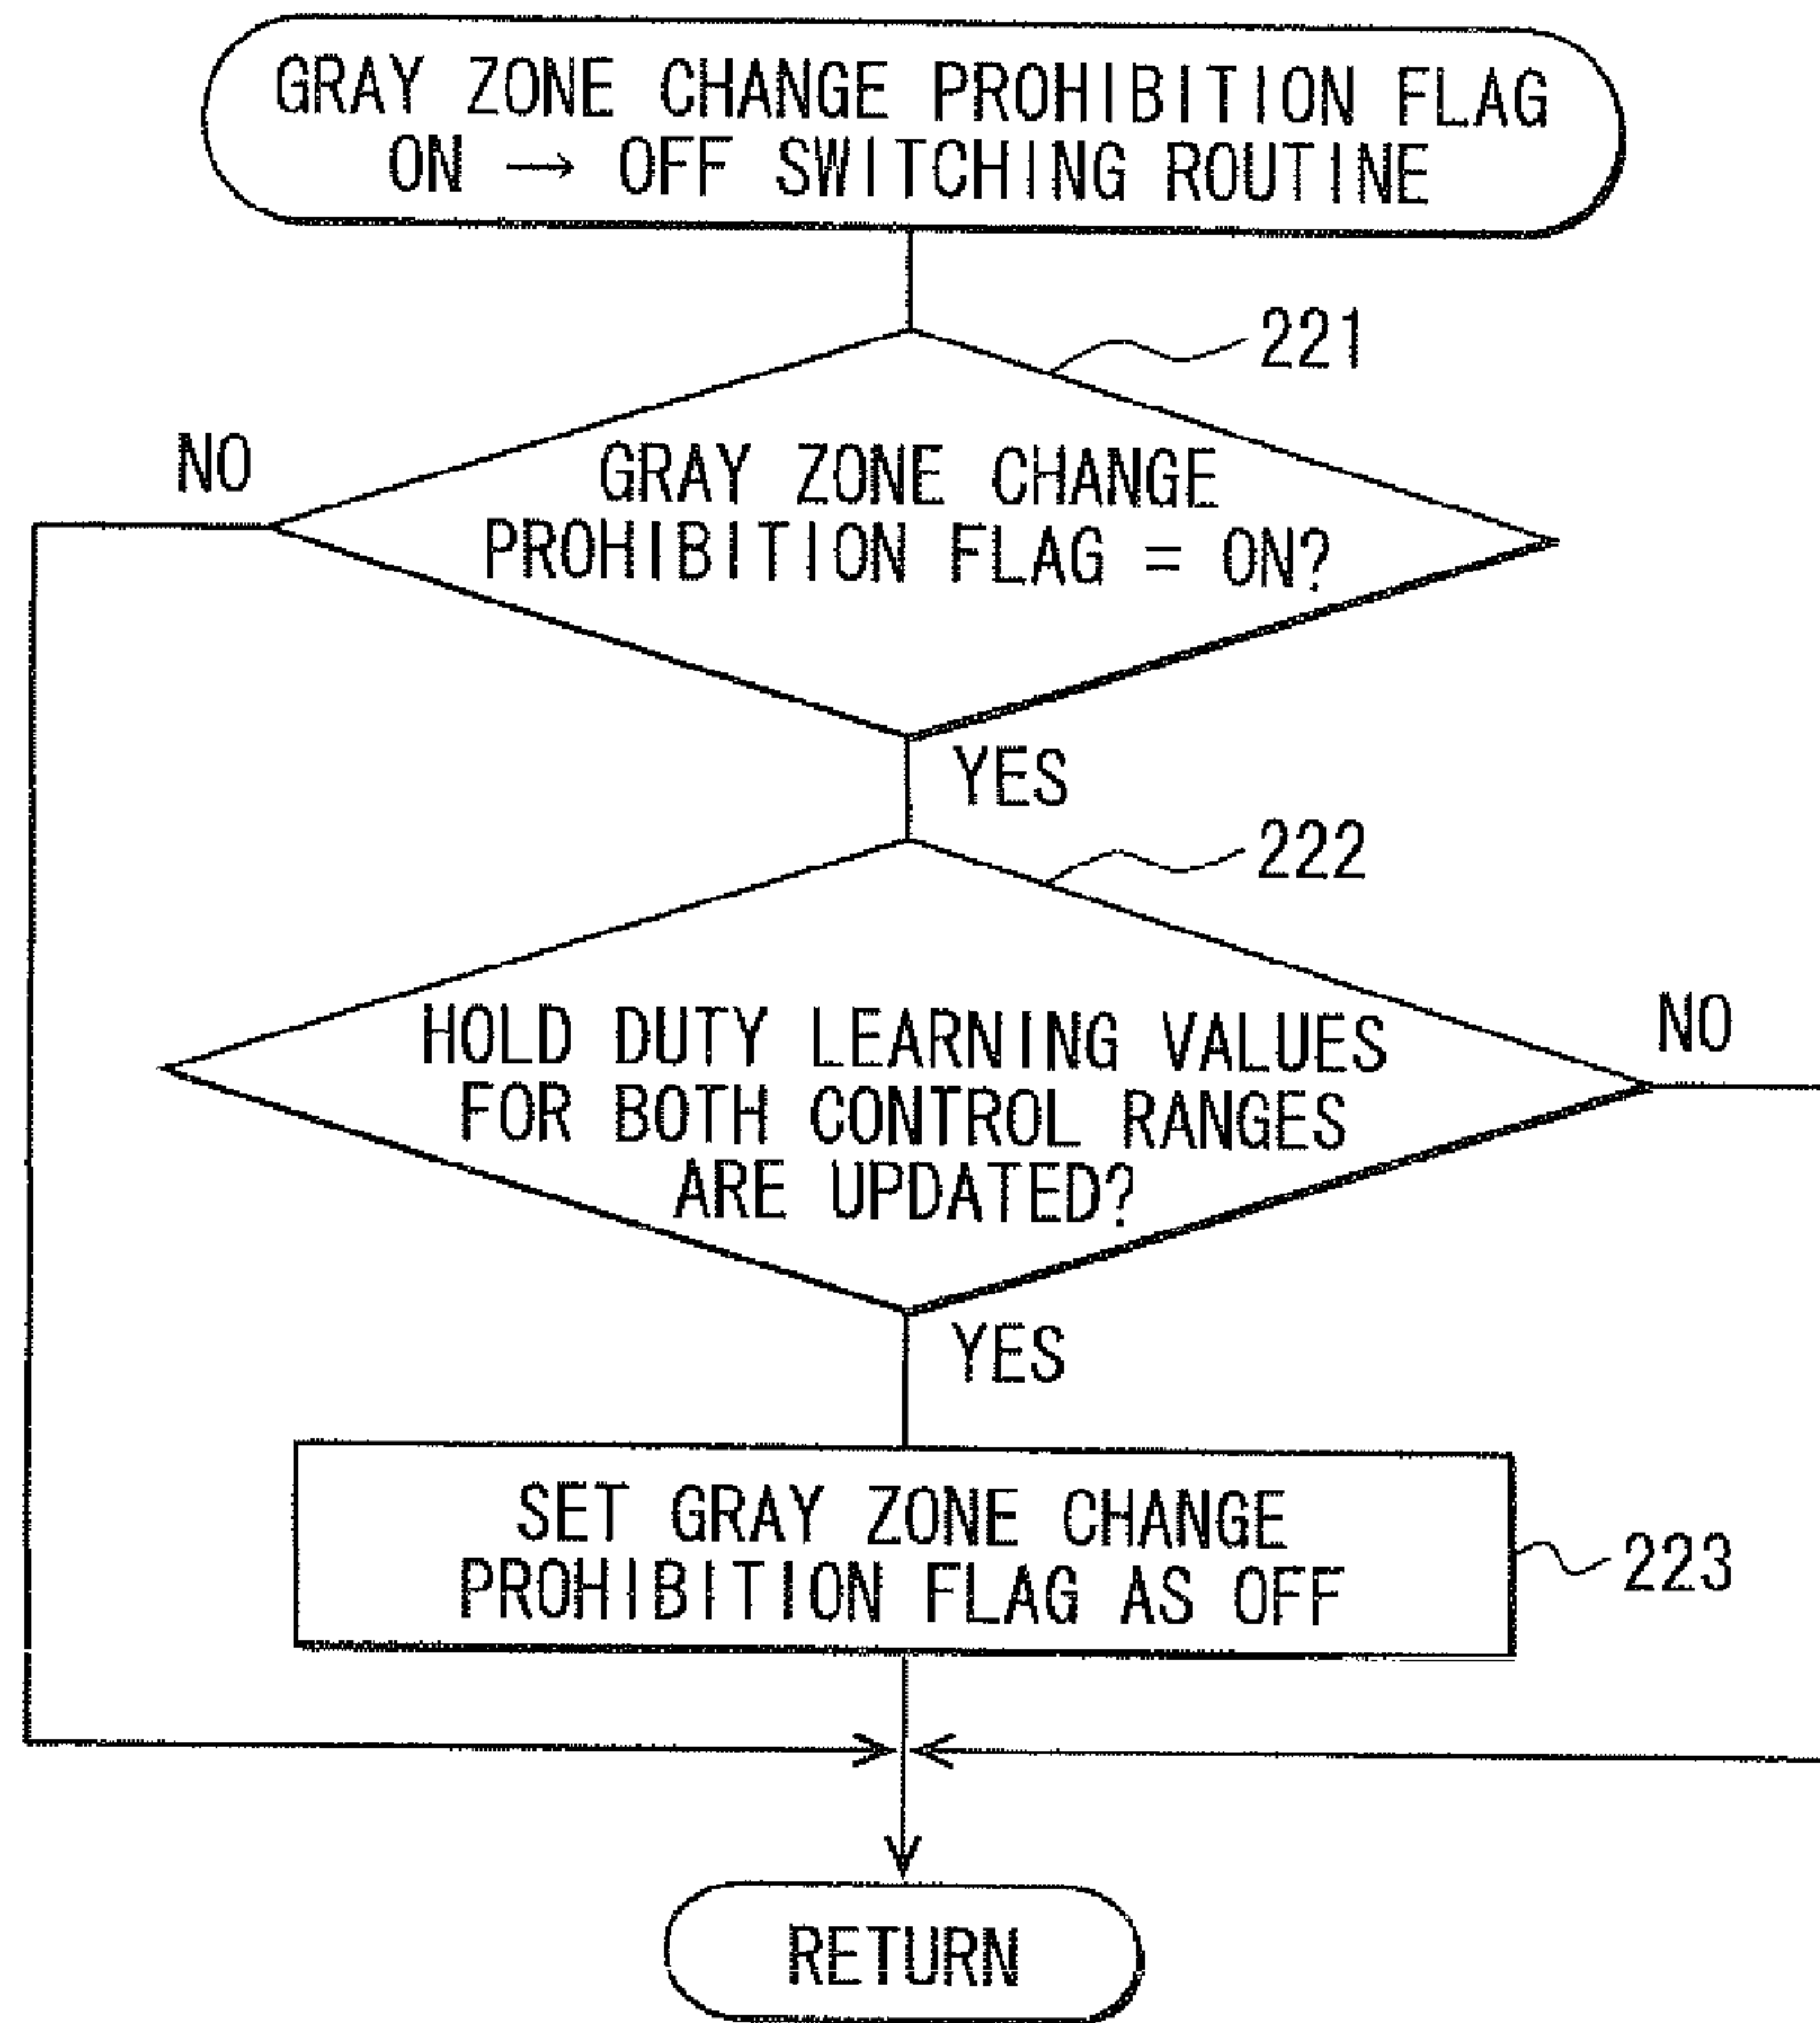 GRAY ZONE CHANGE PROHIBITION FLAG
ON → OFF SWITCHING ROUTINE
221
NO
GRAY ZONE CHANGE
PROHIBITION FLAG = ON?
YES
222
NO
HOLD DUTY LEARNING VALUES
FOR BOTH CONTROL RANGES
ARE UPDATED?
YES
SET GRAY ZONE CHANGE
PROHIBITION FLAG AS OFF
223
RETURN